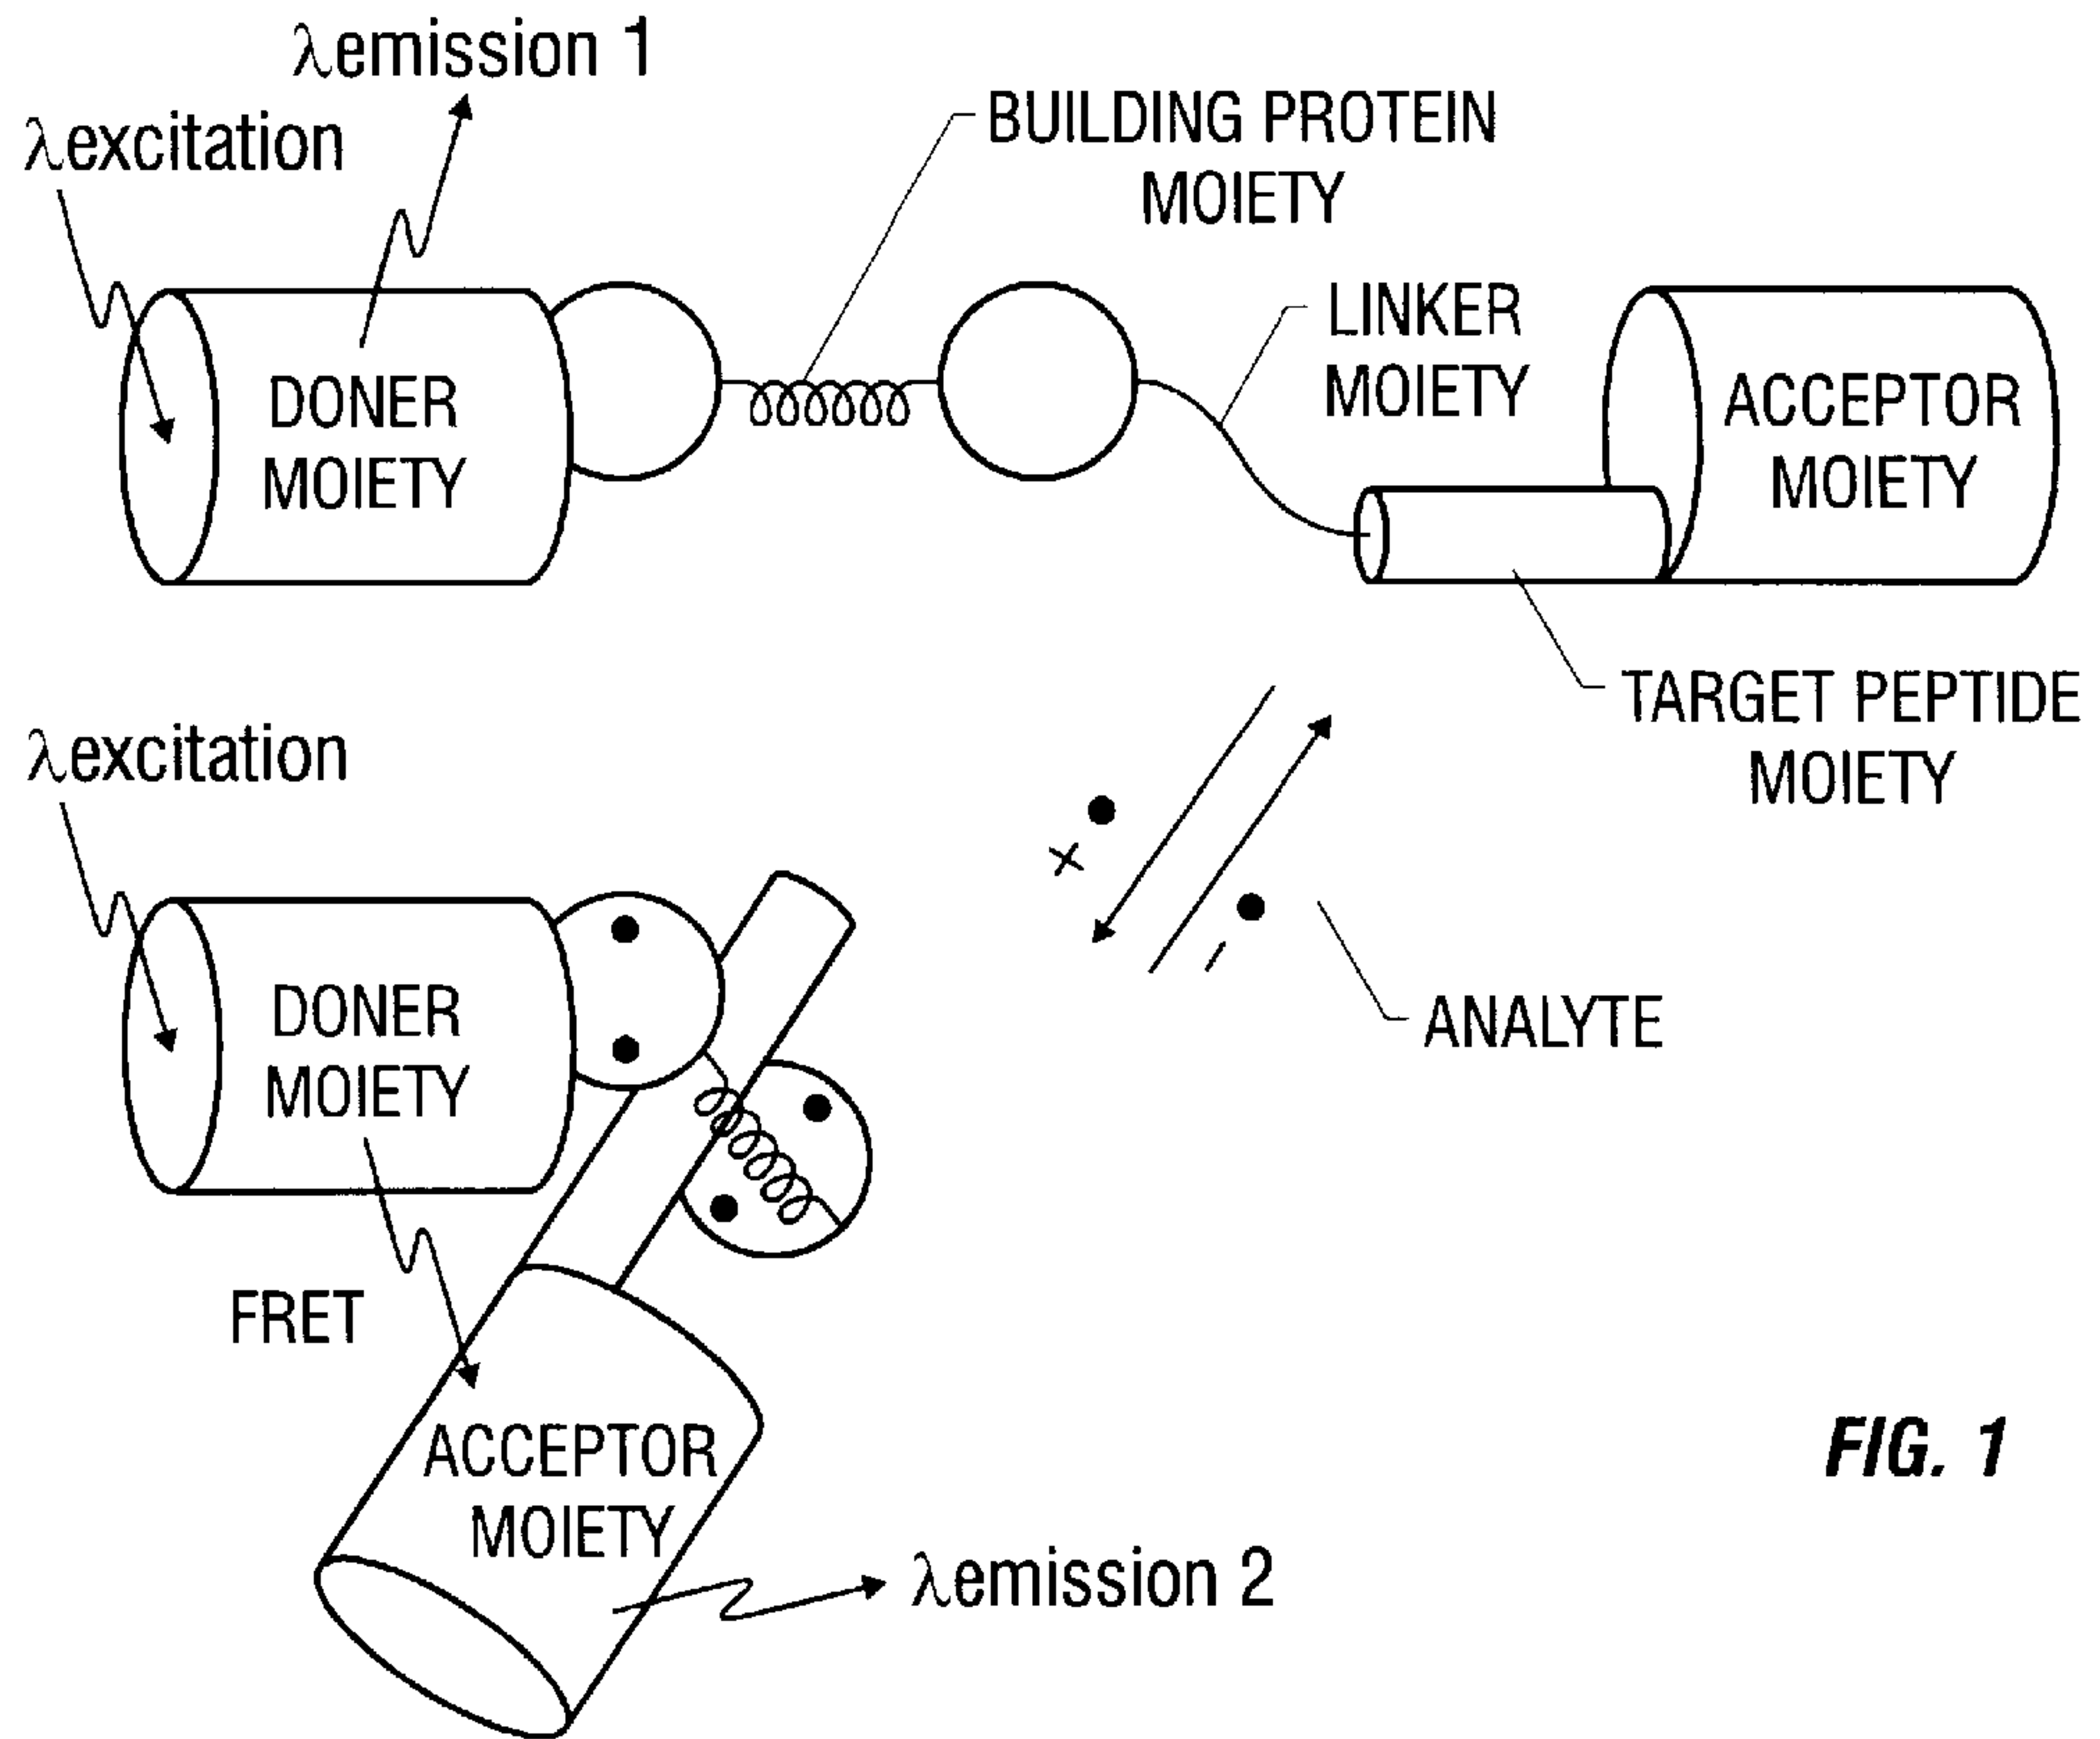 λemission 1
λexcitation
BUILDING PROTEIN
MOIETY
DONER
MOIETY
LINKER
MOIETY
ACCEPTOR
MOIETY
TARGET PEPTIDE
MOIETY
λexcitation
+
-
DONER
MOIETY
ANALYTE
FRET
ACCEPTOR
MOIETY
λemission 2
FIG. 1